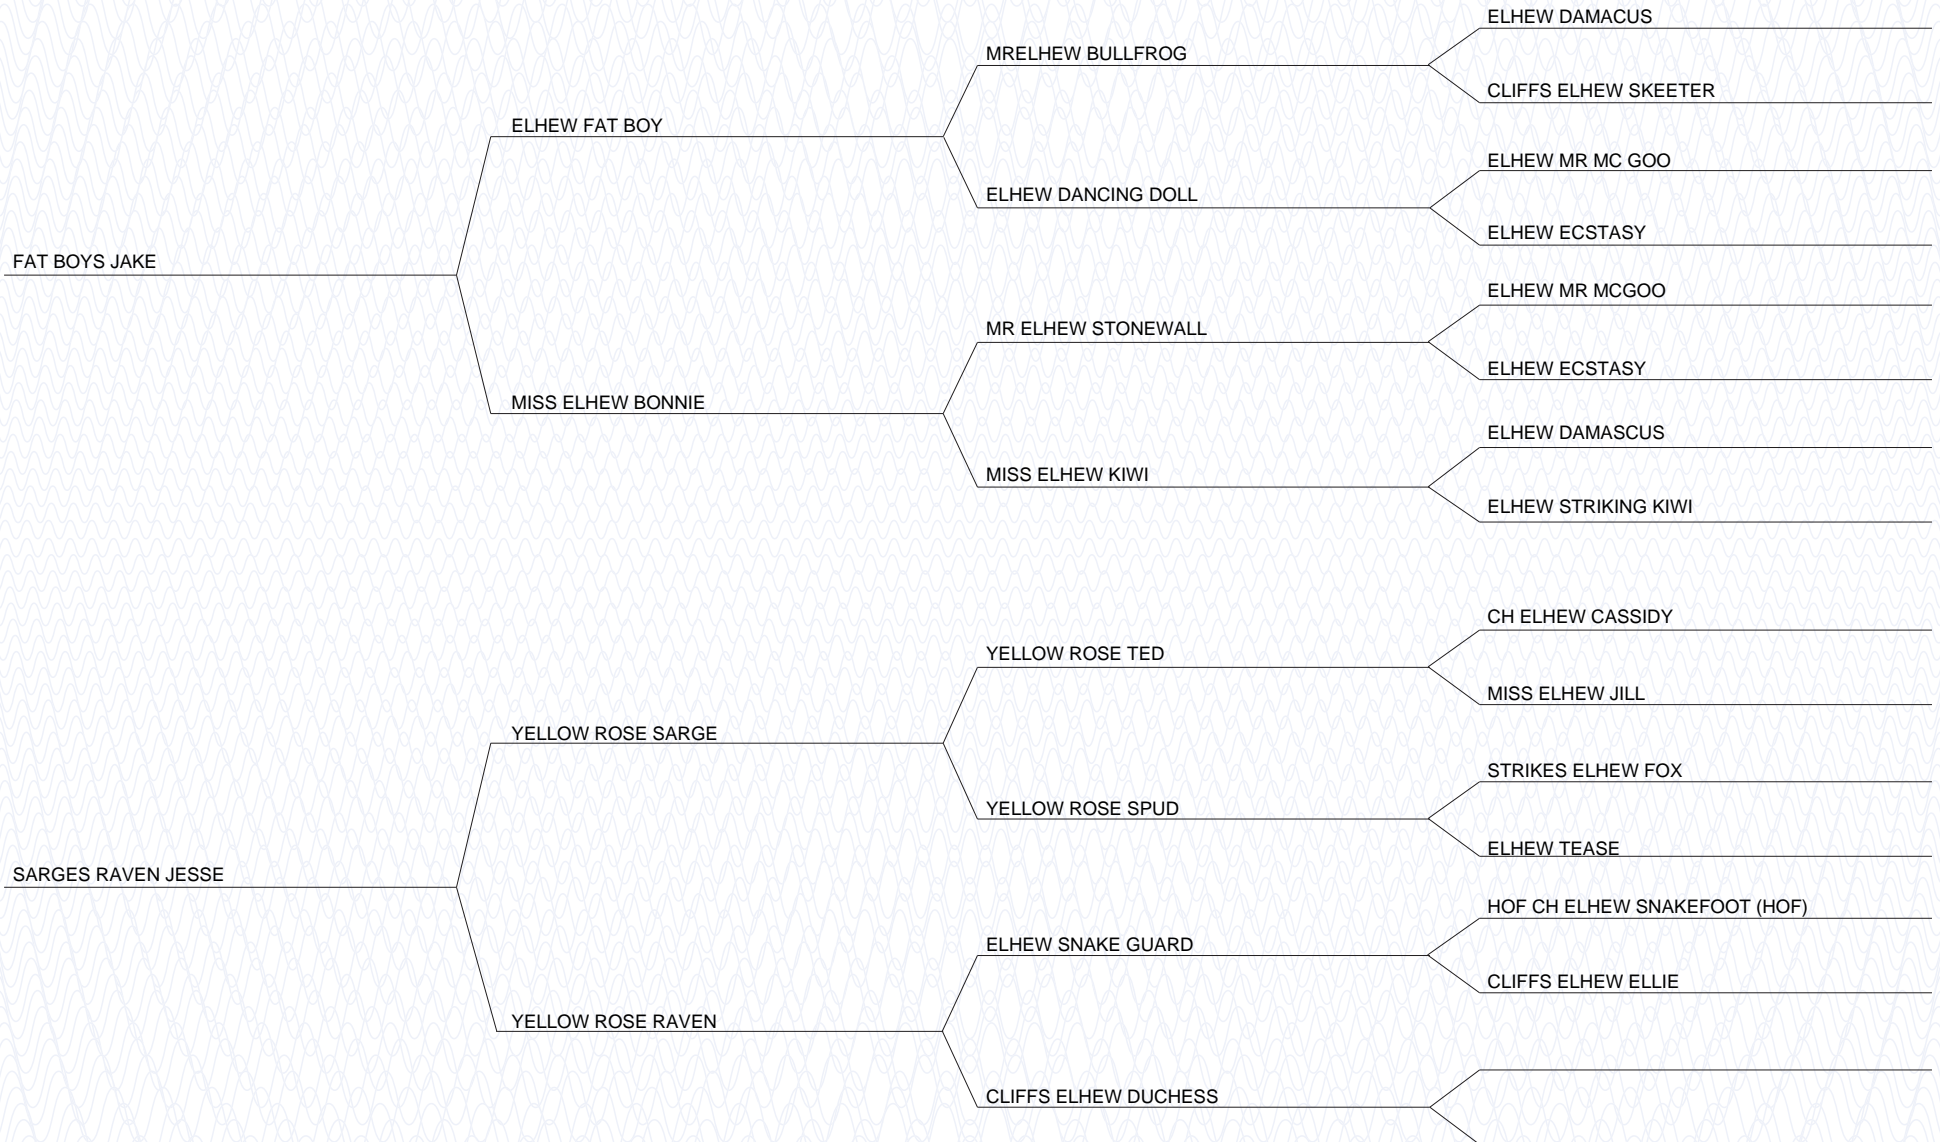 ELHEW DAMACUS
MRELHEW BULLFROG
CLIFFS ELHEW SKEETER
ELHEW FAT BOY
ELHEW MR MC GOO
ELHEW DANCING DOLL
ELHEW ECSTASY
FAT BOYS JAKE
ELHEW MR MCGOO
MR ELHEW STONEWALL
ELHEW ECSTASY
MISS ELHEW BONNIE
ELHEW DAMASCUS
MISS ELHEW KIWI
ELHEW STRIKING KIWI
CH ELHEW CASSIDY
YELLOW ROSE TED
MISS ELHEW JILL
YELLOW ROSE SARGE
STRIKES ELHEW FOX
YELLOW ROSE SPUD
ELHEW TEASE
SARGES RAVEN JESSE
HOF CH ELHEW SNAKEFOOT (HOF)
ELHEW SNAKE GUARD
CLIFFS ELHEW ELLIE
YELLOW ROSE RAVEN
CLIFFS ELHEW DUCHESS